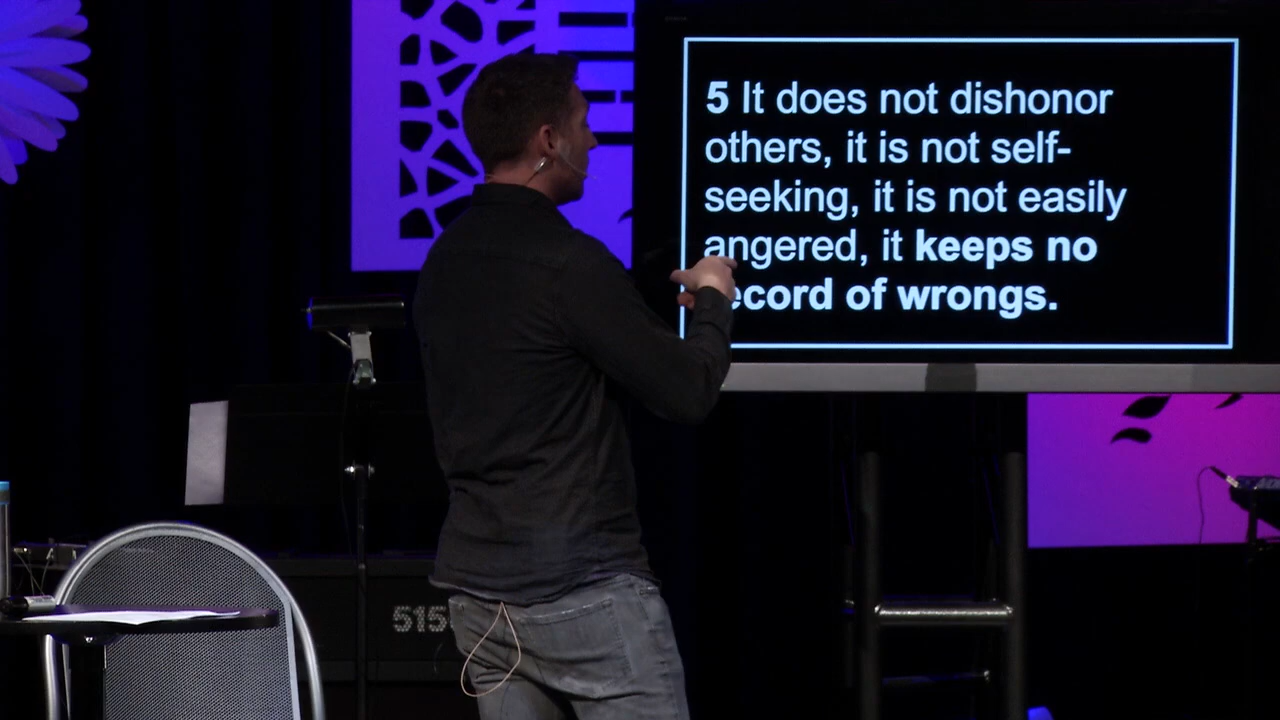 5 It does not dishonor
others, it is not self-
seeking, it is not easily
angered, it keeps no
ecord of wrongs.
515